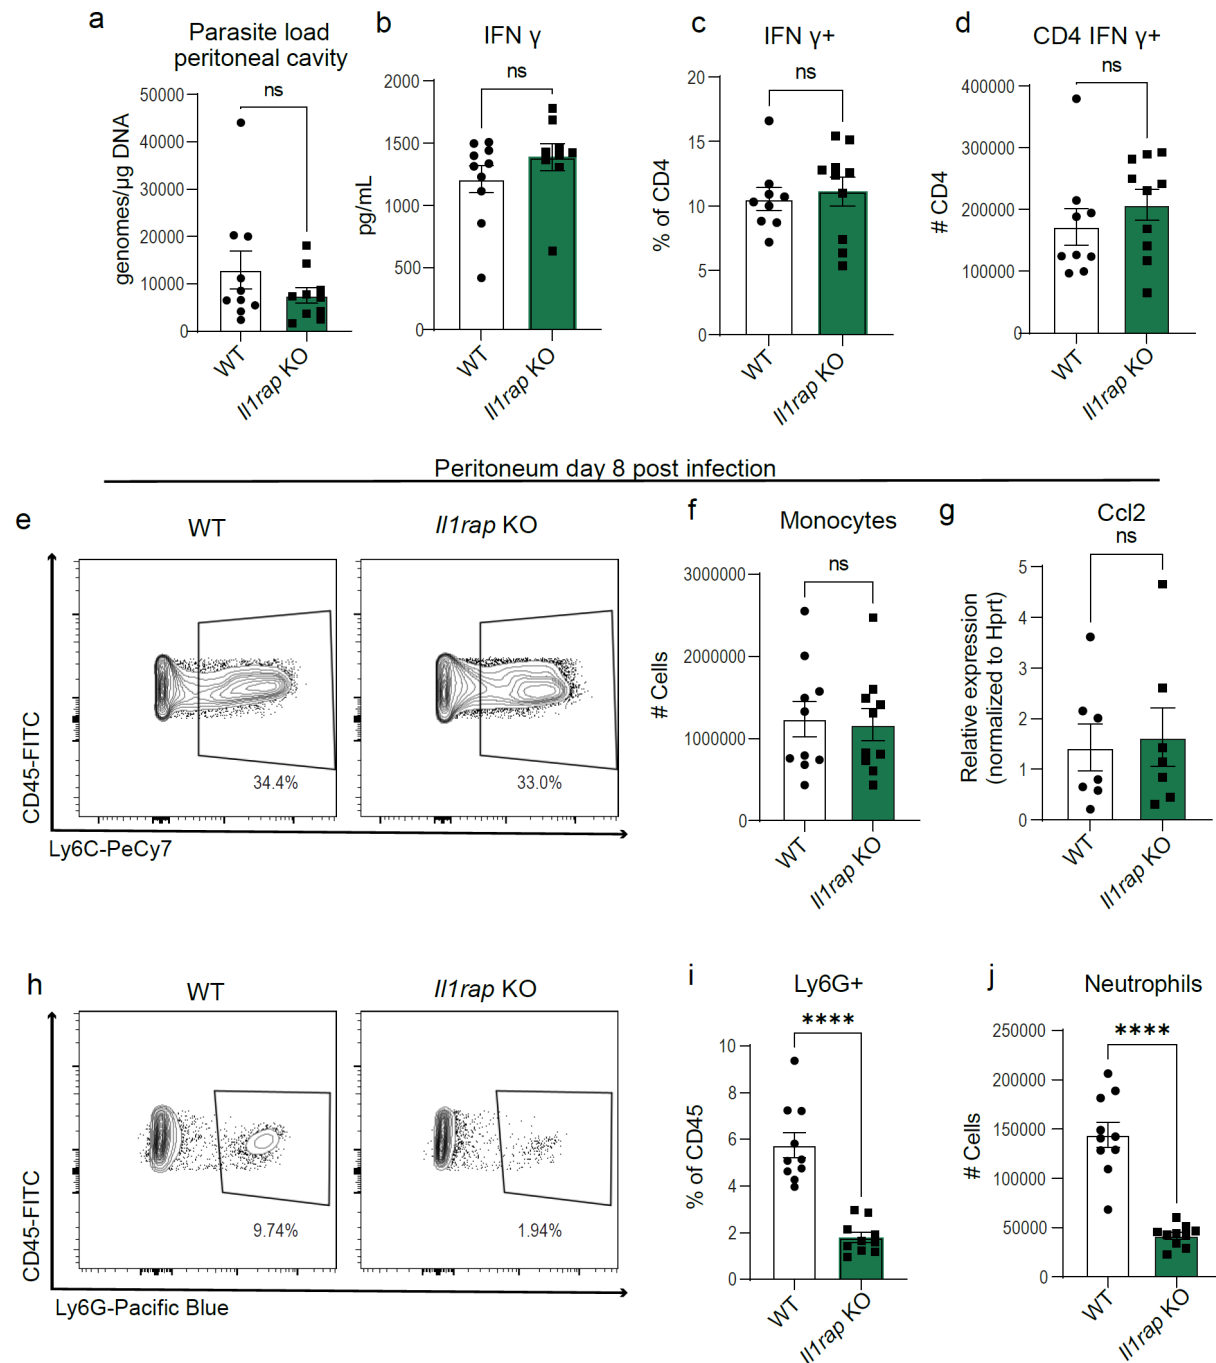 a
Parasite load
peritoneal cavity
ns
genomes/µg DNA
50000
40000
30000
20000
10000
0
WT
Il1rap KO
b
IFN γ
ns
pg/mL
2000
1500
1000
500
0
WT
Il1rap KO
c
IFN γ+
ns
% of CD4
20
15
10
5
0
WT
Il1rap KO
d
CD4 IFN γ+
ns
# CD4
400000
300000
200000
100000
0
WT
Il1rap KO
Peritoneum day 8 post infection
e
WT
Il1rap KO
34.4%
33.0%
CD45-FITC
Ly6C-PeCy7
f
Monocytes
ns
# Cells
3000000
2000000
1000000
0
WT
Il1rap KO
g
Ccl2
ns
Relative expression
(normalized to Hprt)
5
4
3
2
1
0
WT
Il1rap KO
h
WT
Il1rap KO
9.74%
1.94%
CD45-FITC
Ly6G-Pacific Blue
i
Ly6G+
****
% of CD45
10
8
6
4
2
0
WT
Il1rap KO
j
Neutrophils
****
# Cells
250000
200000
150000
100000
50000
0
WT
Il1rap KO